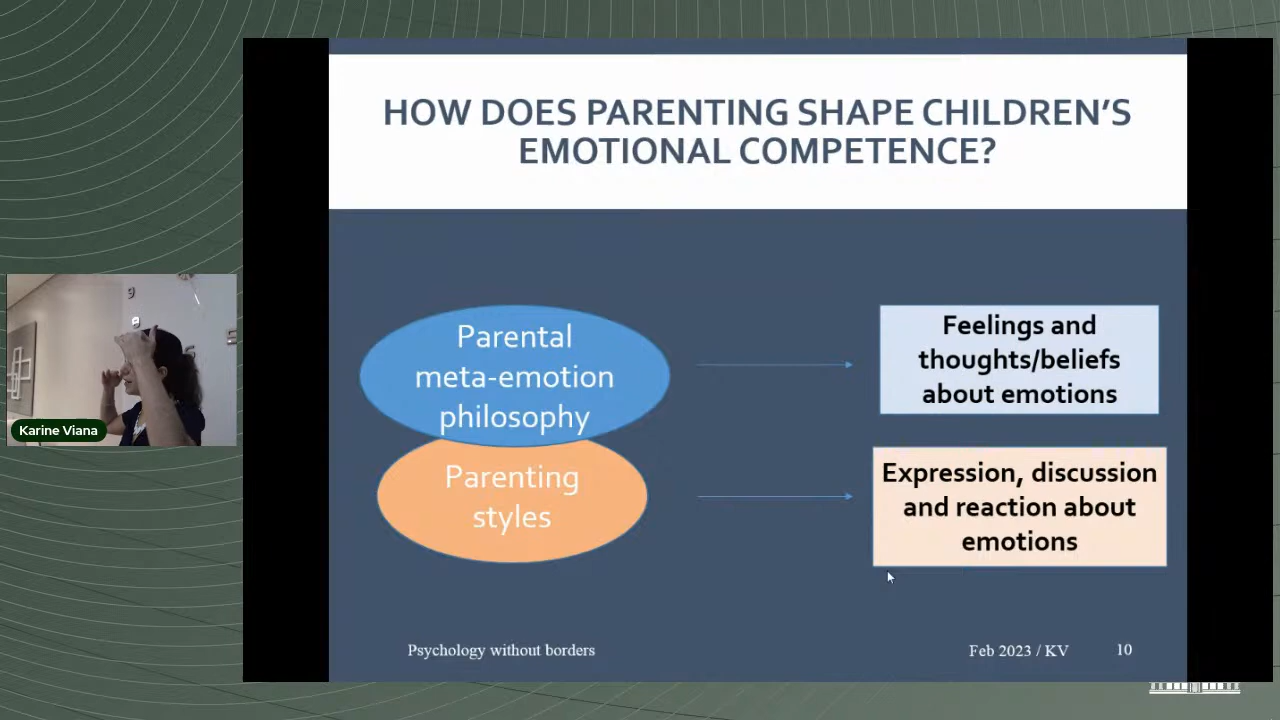 HOW DOES PARENTING SHAPE CHILDREN’S
EMOTIONAL COMPETENCE?
Parental
meta-emotion
philosophy
Parenting
styles
Feelings and
thoughts/beliefs
about emotions
Expression, discussion
and reaction about
emotions
Karine Viana
Psychology without borders
Feb 2023 / KV
10